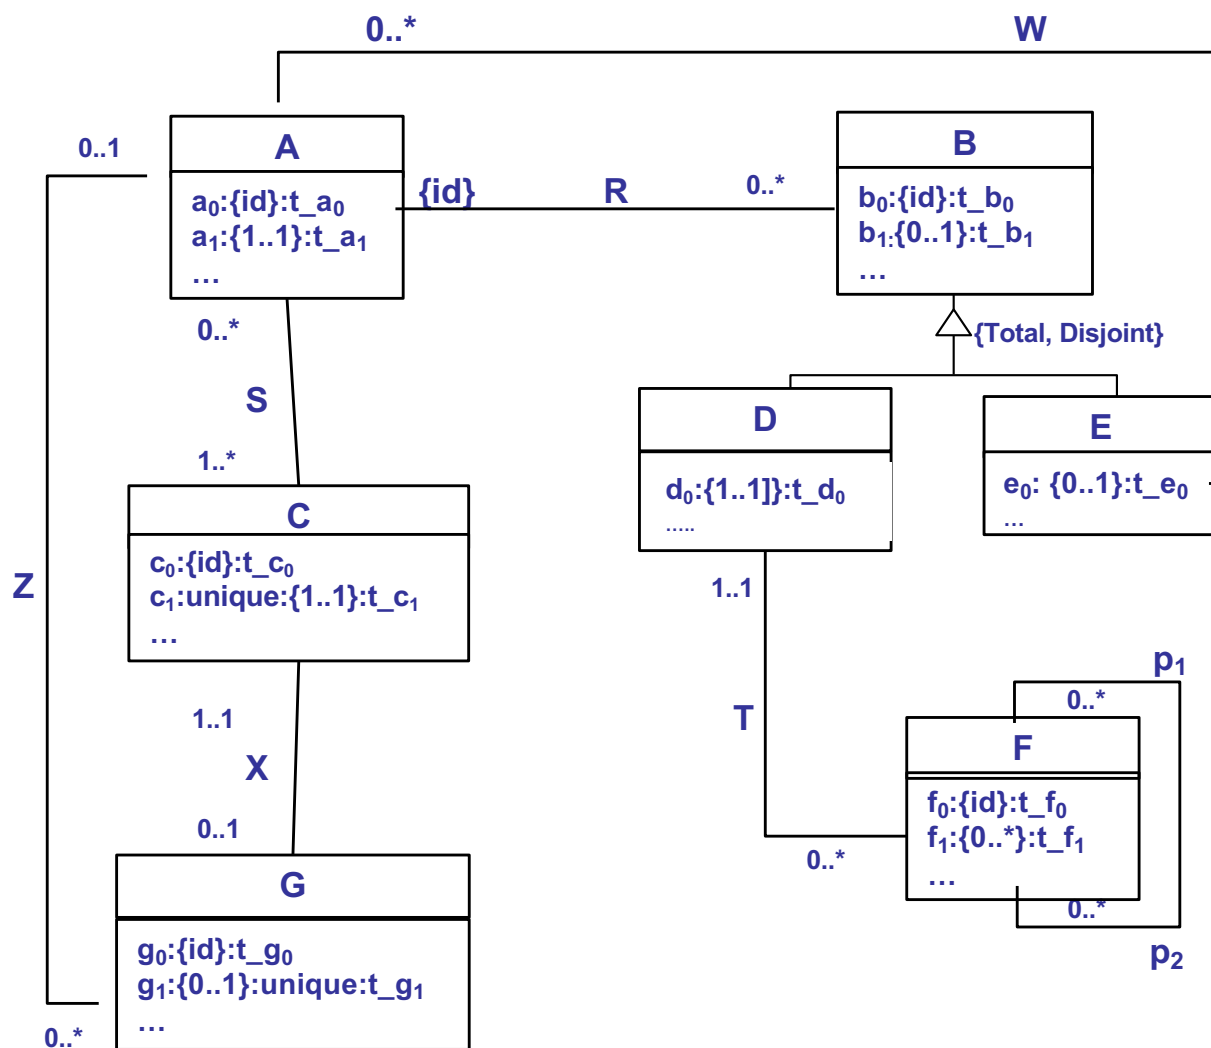 0..* W
0..1
A
a₀:{id}:t_a₀
a₁:{1..1}:t_a₁
…
{id} R 0..*
B
b₀:{id}:t_b₀
b₁:{0..1}:t_b₁
…
{Total, Disjoint}
0..*
S
1..*
D
d₀:{1..1]}:t_d₀
.....
E
e₀: {0..1}:t_e₀
…
C
c₀:{id}:t_c₀
c₁:unique:{1..1}:t_c₁
…
Z
1..1
X
0..1
1..1
T
0..*
p₁
0..*
F
f₀:{id}:t_f₀
f₁:{0..*}:t_f₁
…
0..*
p₂
G
g₀:{id}:t_g₀
g₁:{0..1}:unique:t_g₁
…
0..*